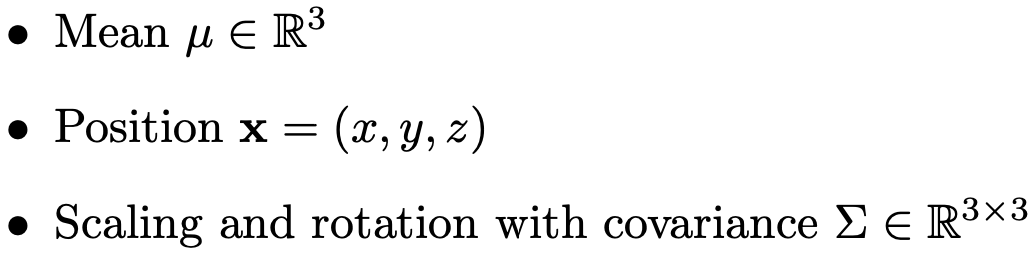 • Mean μ ∈ ℝ³
• Position 𝐱 = (x, y, z)
• Scaling and rotation with covariance Σ ∈ ℝ³ˣ³